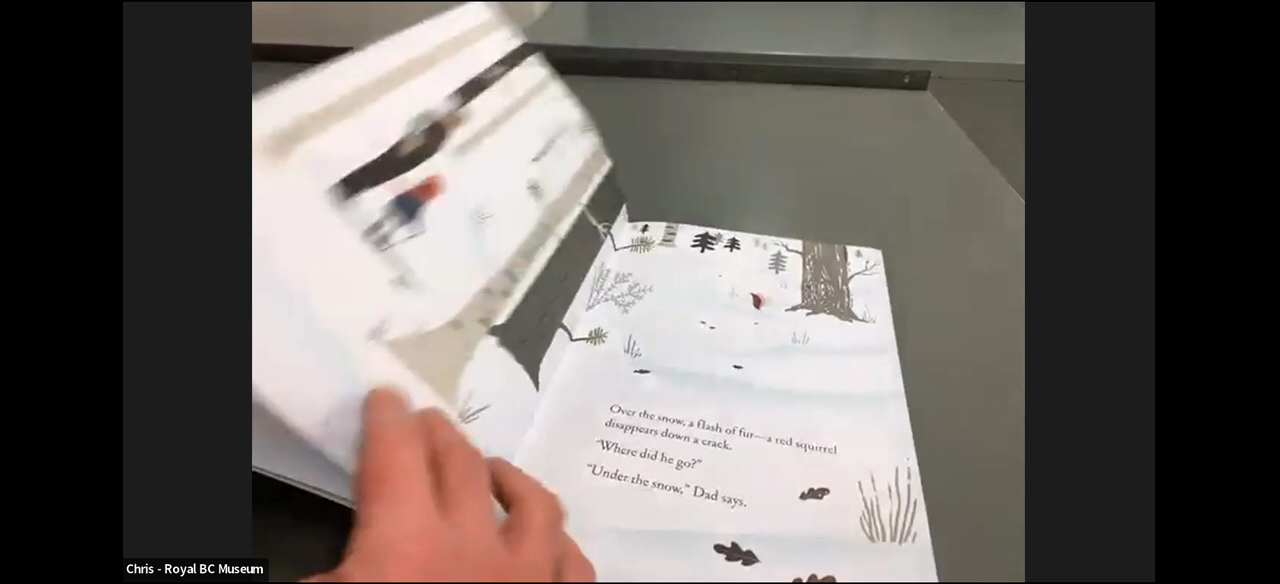 Over the snow, a flash of fur—a red squirrel
disappears down a crack.
"Where did he go?"
"Under the snow," Dad says.
Chris - Royal BC Museum